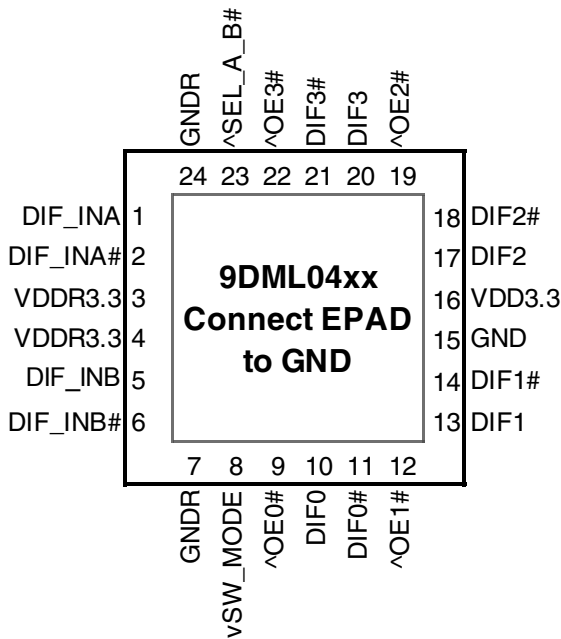 GNDR
^SEL_A_B#
^OE3#
DIF3#
DIF3
^OE2#
24 23 22 21 20 19
DIF_INA 1
DIF_INA# 2
VDDR3.3 3
VDDR3.3 4
DIF_INB 5
DIF_INB# 6
9DML04xx
Connect EPAD
to GND
18 DIF2#
17 DIF2
16 VDD3.3
15 GND
14 DIF1#
13 DIF1
7 8 9 10 11 12
GNDR
vSW_MODE
^OE0#
DIF0
DIF0#
^OE1#